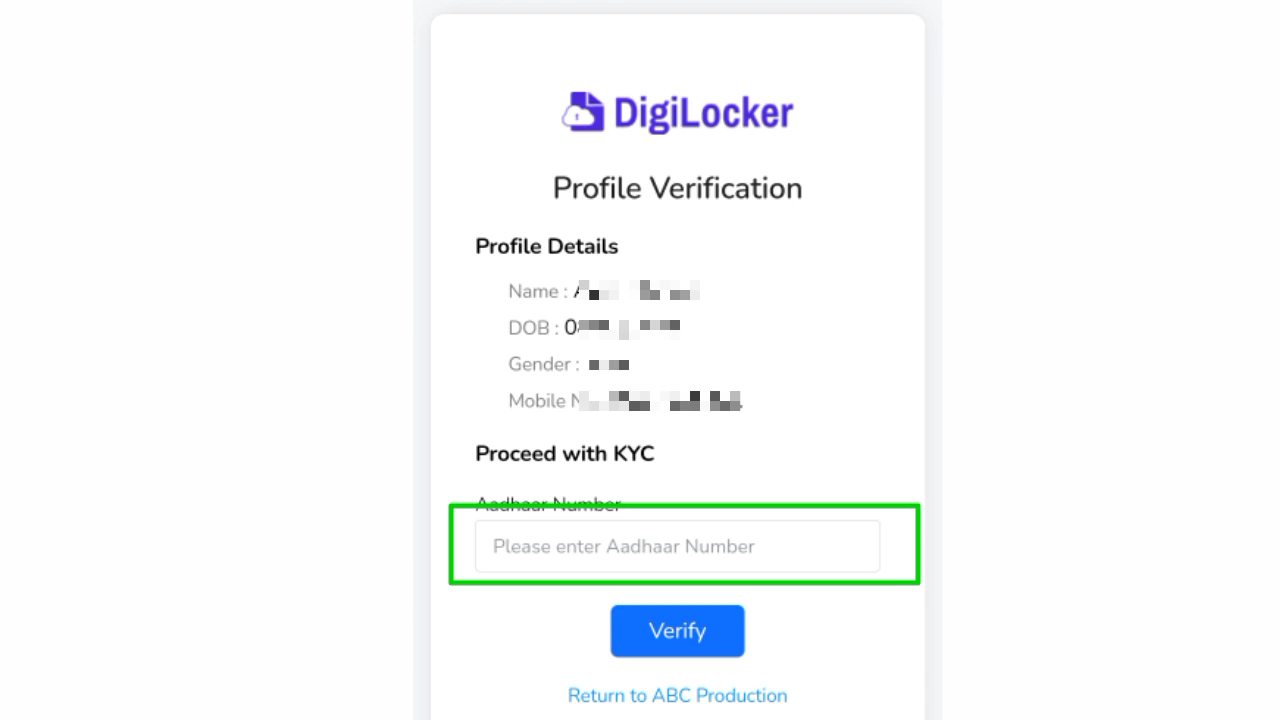 DigiLocker
Profile Verification
Profile Details
Name :
DOB :
Gender :
Mobile
Proceed with KYC
Aadhaar Number
Please enter Aadhaar Number
Verify
Return to ABC Production